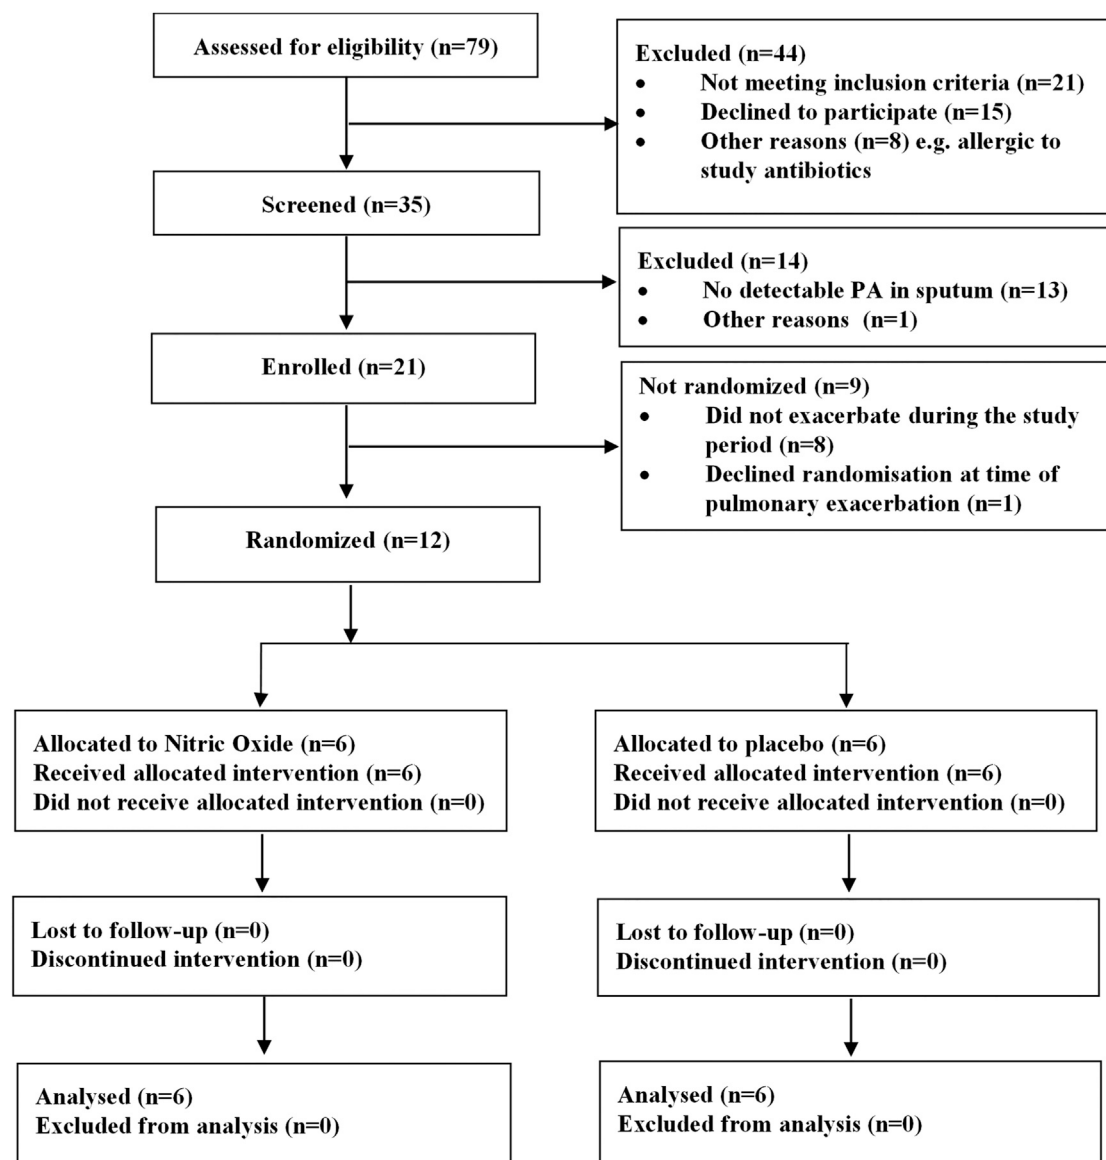 Assessed for eligibility (n=79)
Excluded (n=44)
• Not meeting inclusion criteria (n=21)
• Declined to participate (n=15)
• Other reasons (n=8) e.g. allergic to
study antibiotics
Screened (n=35)
Excluded (n=14)
• No detectable PA in sputum (n=13)
• Other reasons (n=1)
Enrolled (n=21)
Not randomized (n=9)
• Did not exacerbate during the study
period (n=8)
• Declined randomisation at time of
pulmonary exacerbation (n=1)
Randomized (n=12)
Allocated to Nitric Oxide (n=6)
Received allocated intervention (n=6)
Did not receive allocated intervention (n=0)
Allocated to placebo (n=6)
Received allocated intervention (n=6)
Did not receive allocated intervention (n=0)
Lost to follow-up (n=0)
Discontinued intervention (n=0)
Lost to follow-up (n=0)
Discontinued intervention (n=0)
Analysed (n=6)
Excluded from analysis (n=0)
Analysed (n=6)
Excluded from analysis (n=0)